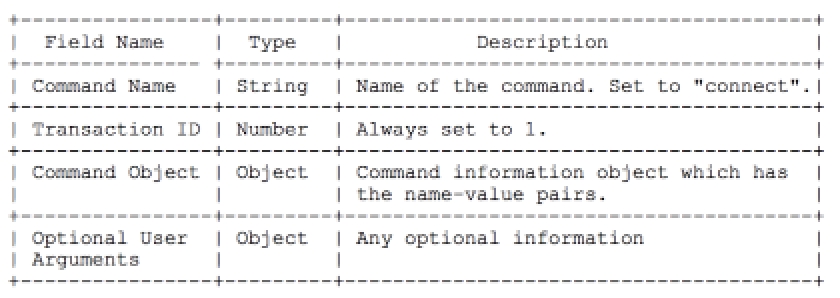 Field Name Type Description
Command Name String Name of the command. Set to "connect".
Transaction ID Number Always set to 1.
Command Object Object Command information object which has
the name-value pairs.
Optional User Object Any optional information
Arguments